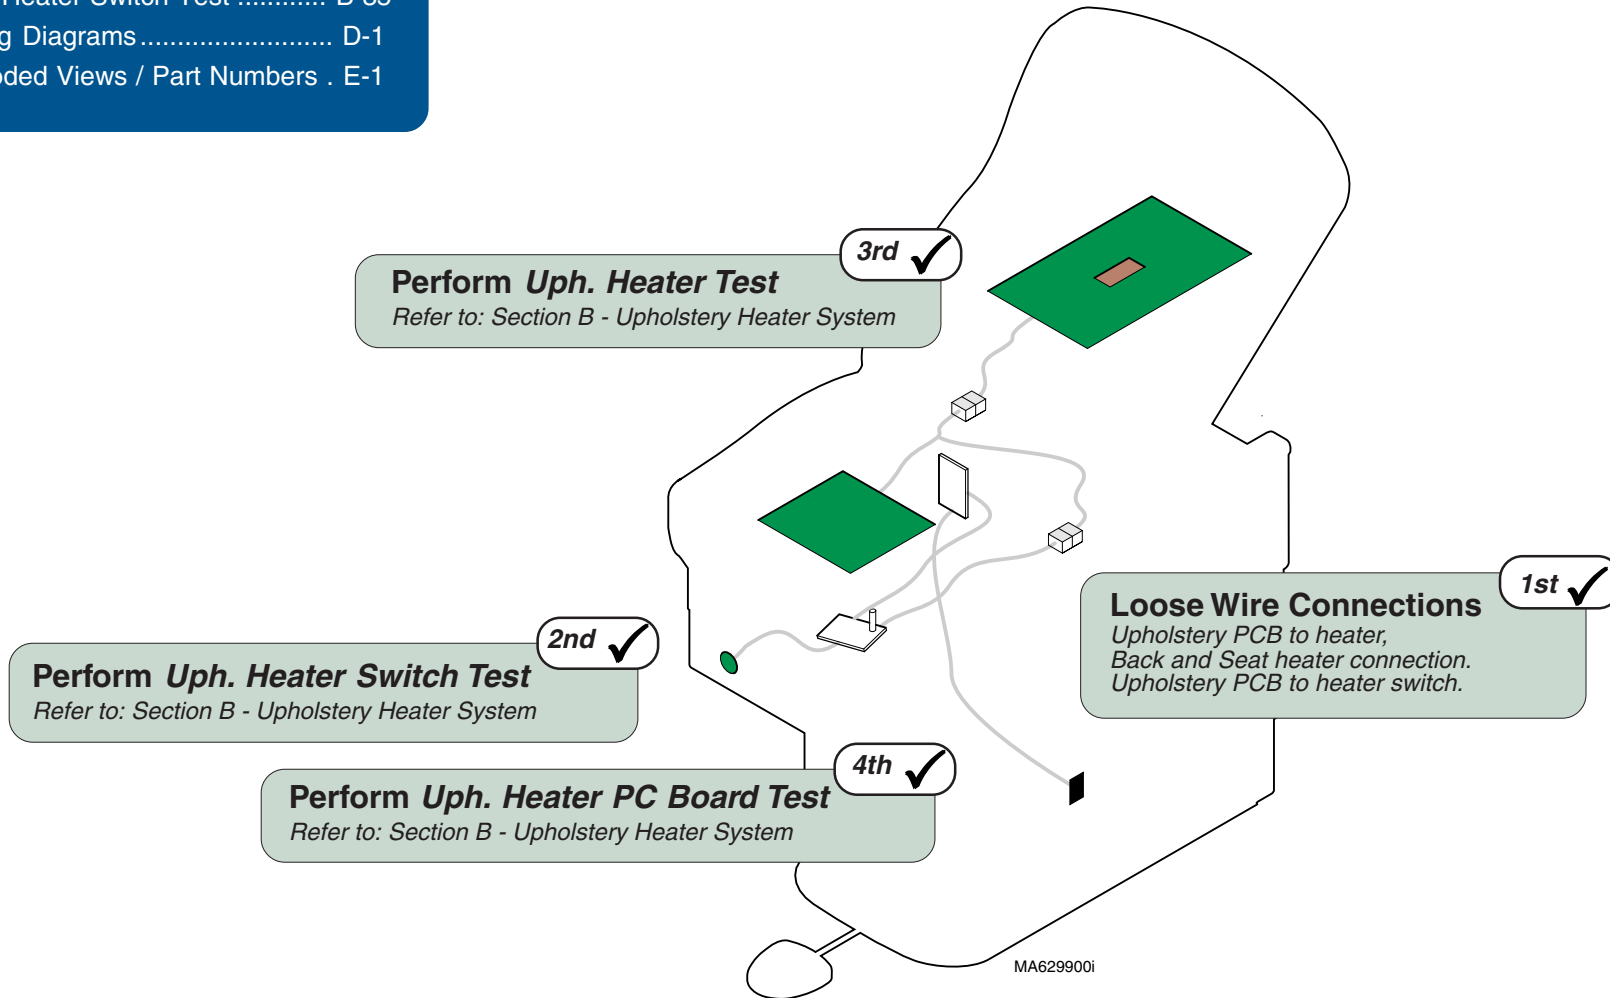 Heater Switch Test ............
Diagrams.......................... D-1
Views / Part Numbers . E-1
3rd
Perform Uph. Heater Test
Refer to: Section B - Upholstery Heater System
1st
Loose Wire Connections
Upholstery PCB to heater,
Back and Seat heater connection.
Upholstery PCB to heater switch.
2nd
Perform Uph. Heater Switch Test
Refer to: Section B - Upholstery Heater System
4th
Perform Uph. Heater PC Board Test
Refer to: Section B - Upholstery Heater System
MA629900i